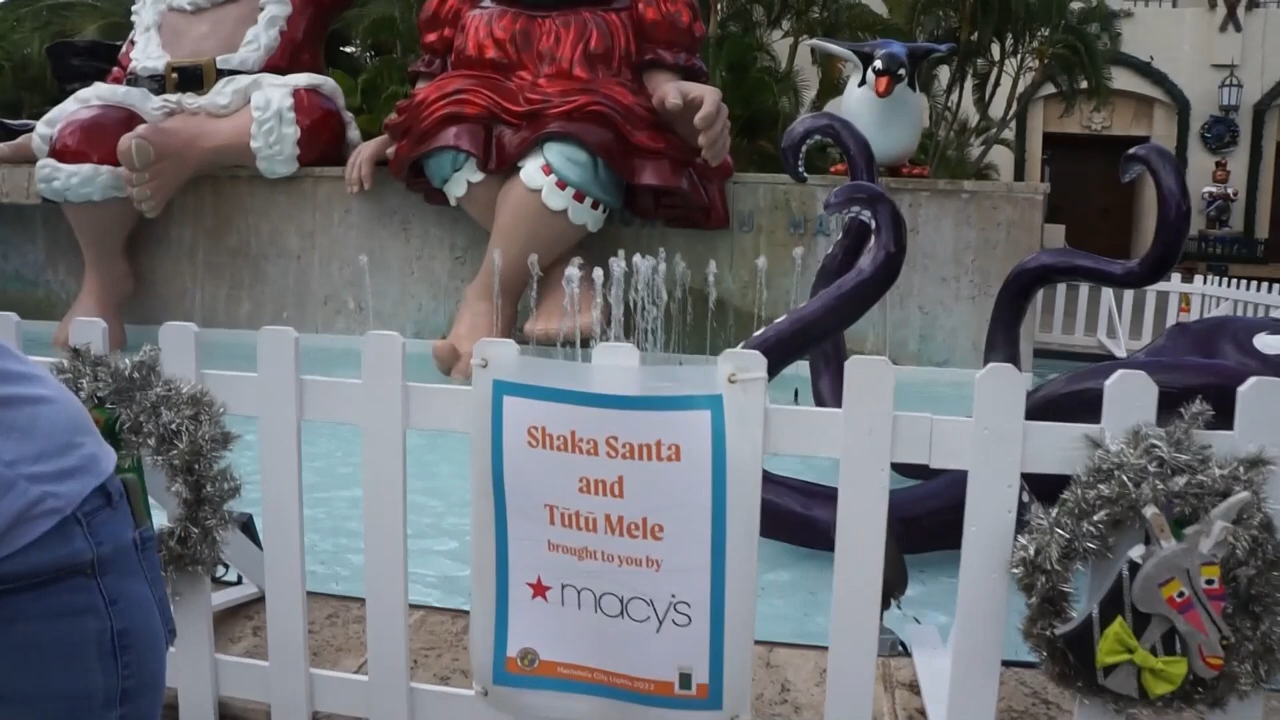 Shaka Santa
and
Tūtū Mele
brought to you by
macy's
Honolulu City Lights 2022